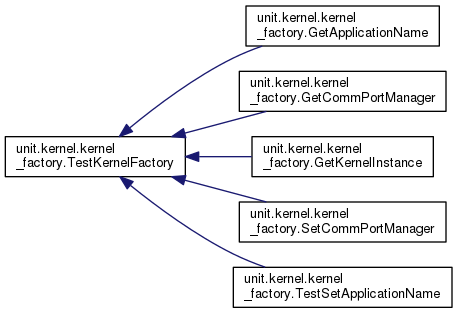 unit.kernel.kernel
_factory.GetApplicationName
unit.kernel.kernel
_factory.GetCommPortManager
unit.kernel.kernel
_factory.TestKernelFactory
unit.kernel.kernel
_factory.GetKernelInstance
unit.kernel.kernel
_factory.SetCommPortManager
unit.kernel.kernel
_factory.TestSetApplicationName